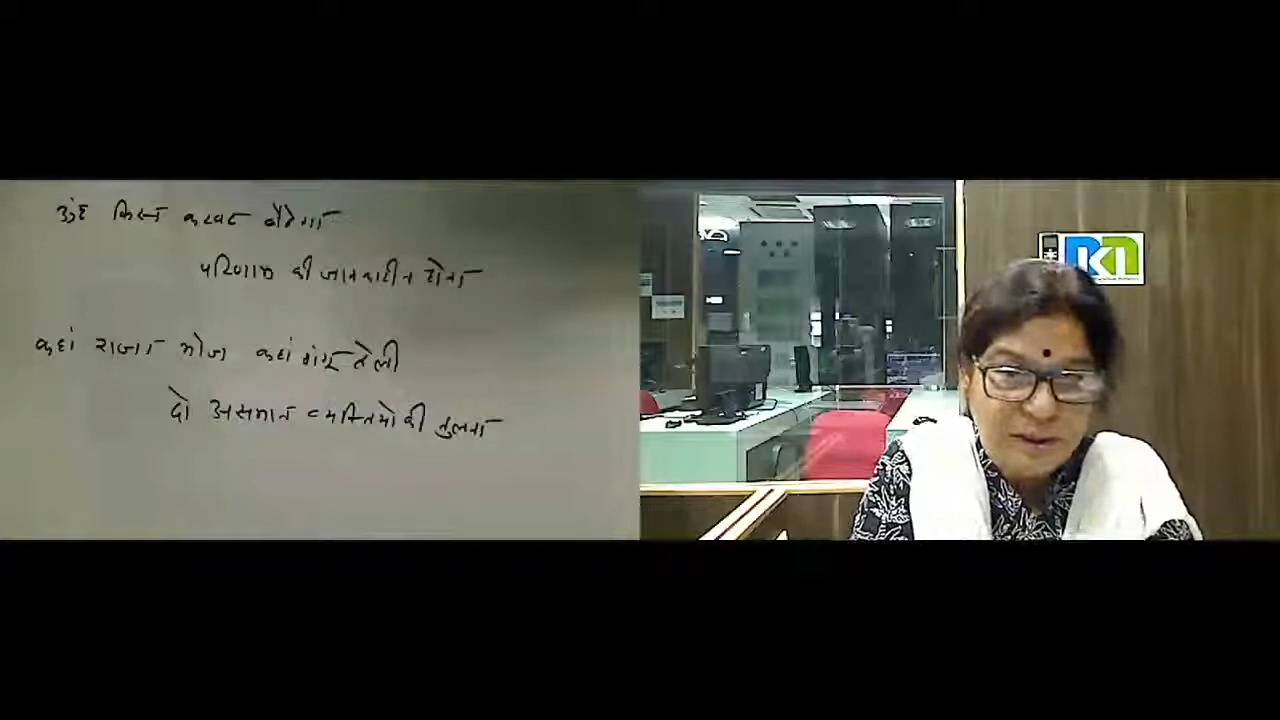 ऊंट किस करवट बैठेगा
परिणाम की जानकारी न होना
कहां राजा भोज कहां गंगू तेली
दो असमान व्यक्तियो की तुलना